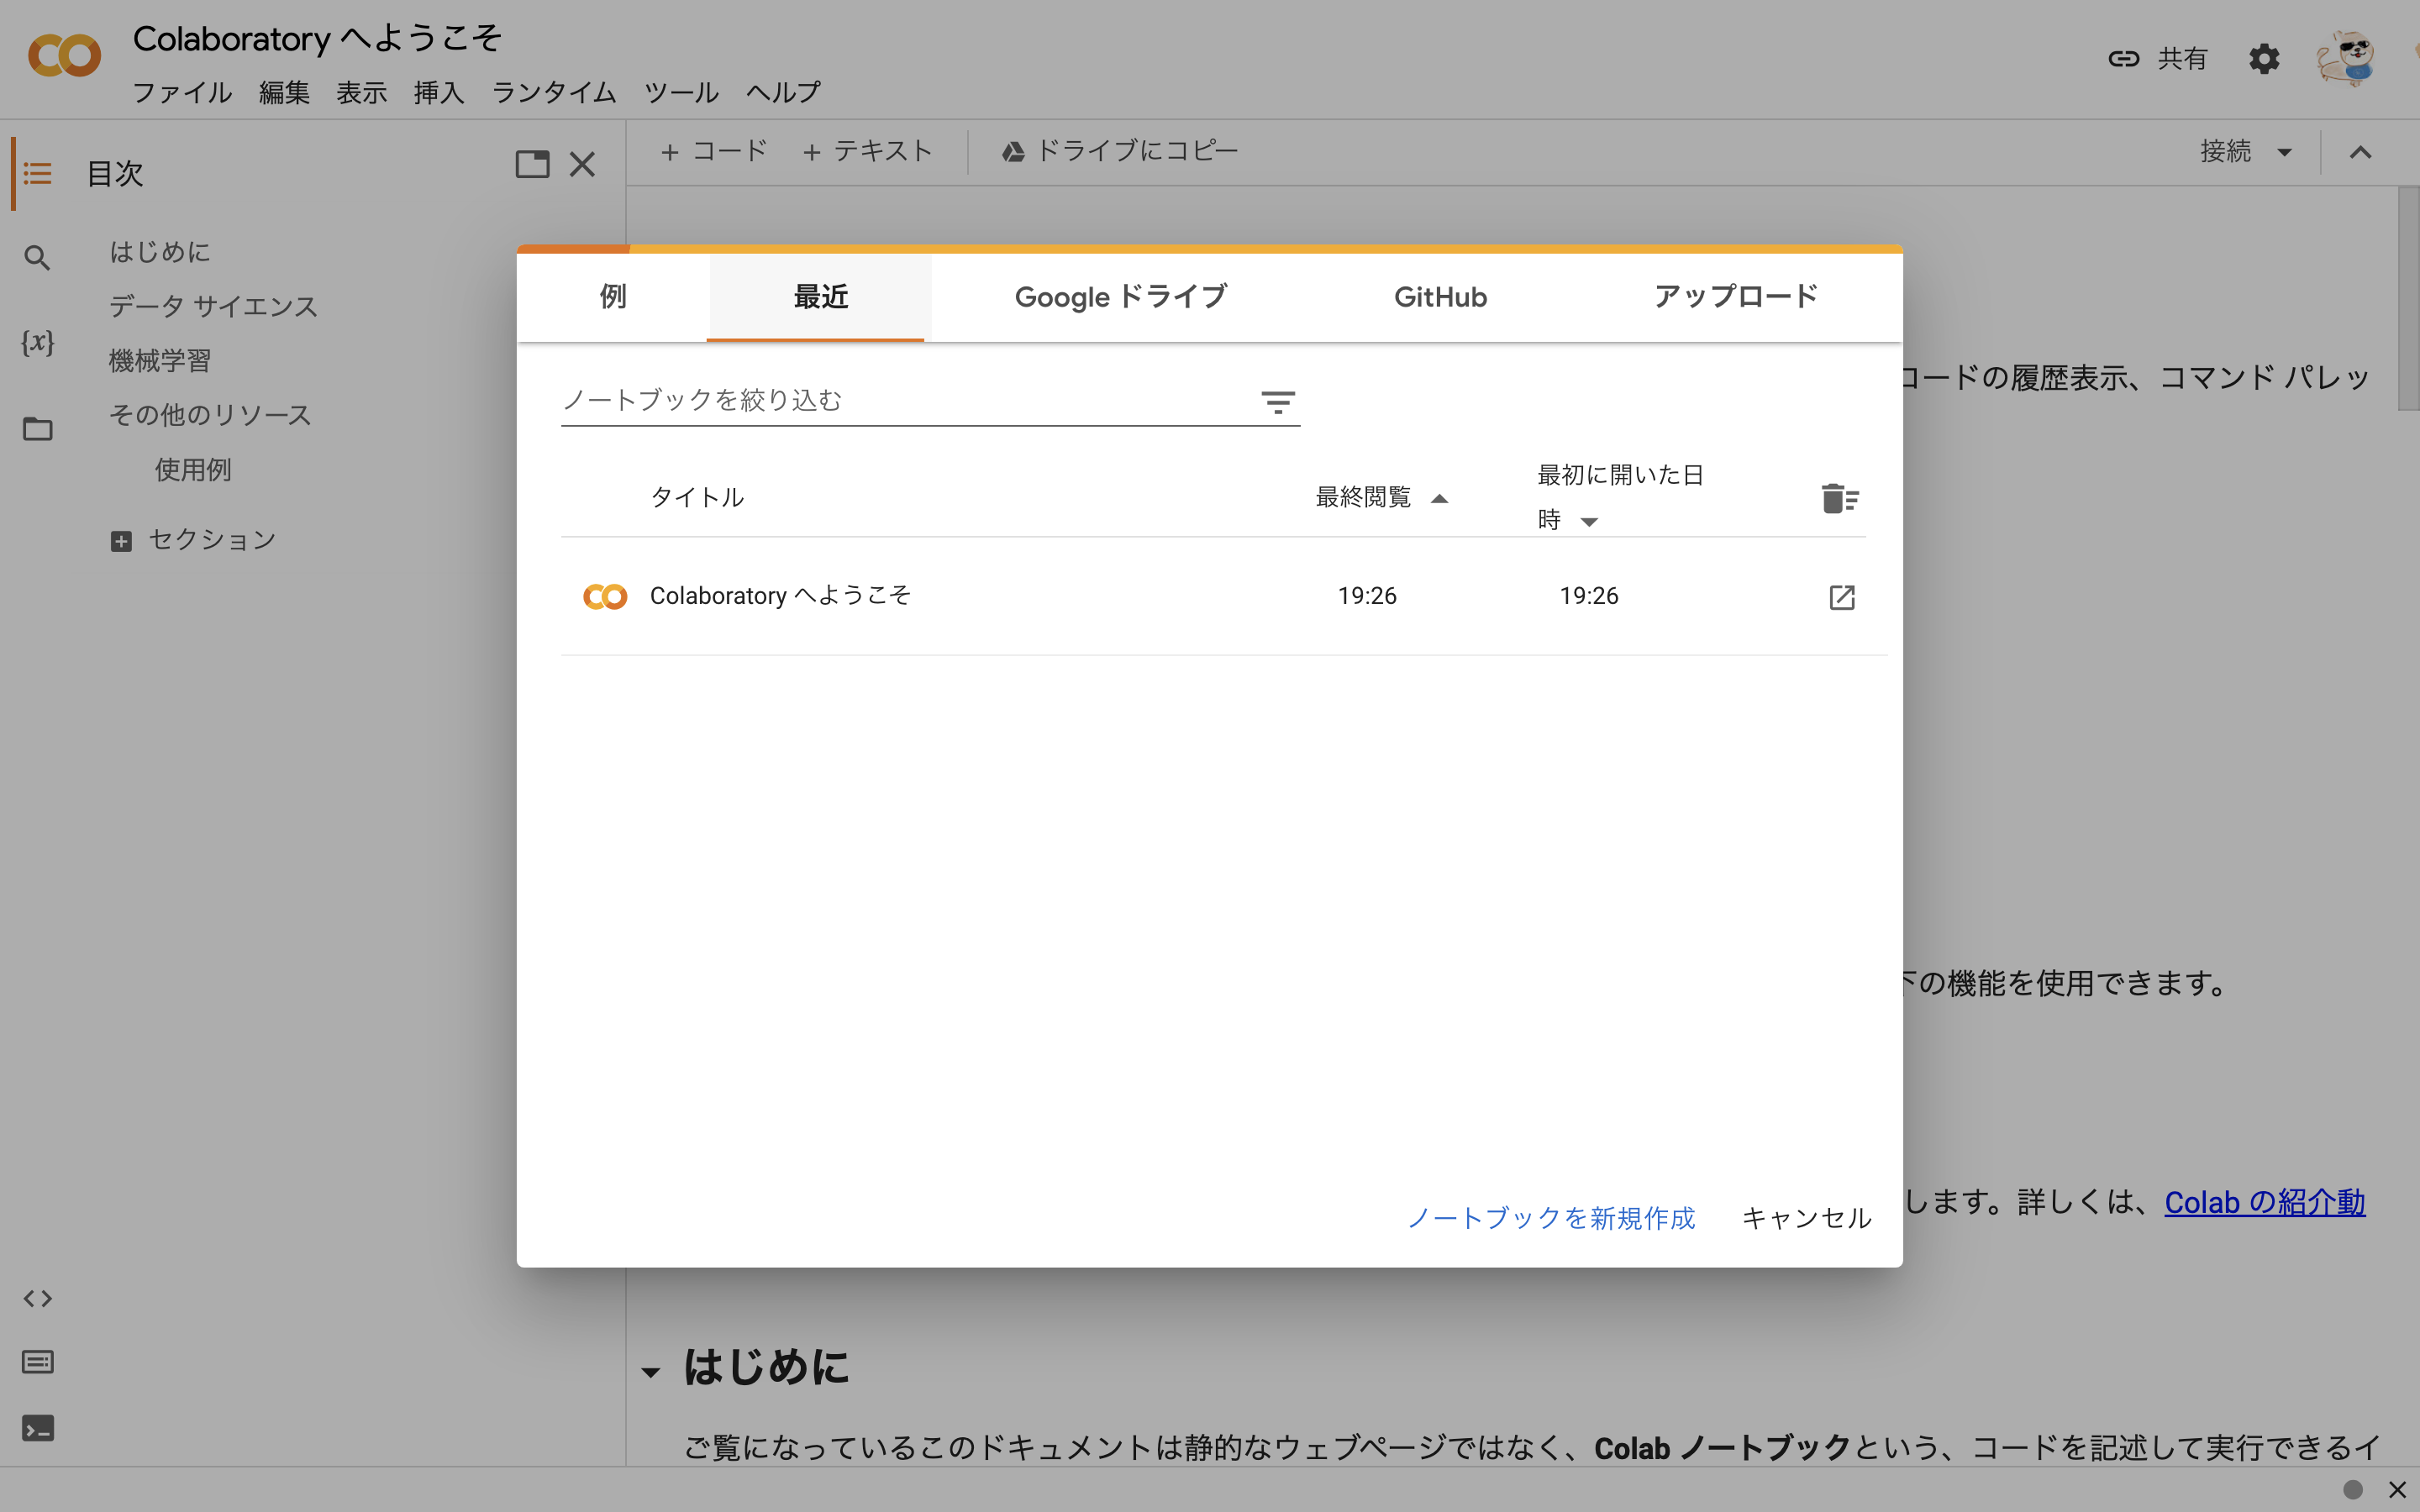 Colaboratory へようこそ
ファイル 編集 表示 挿入 ランタイム ツール ヘルプ
共有
目次
+ コード + テキスト ドライブにコピー
接続
はじめに
データ サイエンス
機械学習
その他のリソース
使用例
セクション
{x}
例 最近 Google ドライブ GitHub アップロード
ノートブックを絞り込む
タイトル 最終閲覧 最初に開いた日
時
Colaboratory へようこそ 19:26 19:26
ノートブックを新規作成 キャンセル
コードの履歴表示、コマンド パレッ
下の機能を使用できます。
します。詳しくは、Colab の紹介動
はじめに
ご覧になっているこのドキュメントは静的なウェブページではなく、Colab ノートブックという、コードを記述して実行できるイ